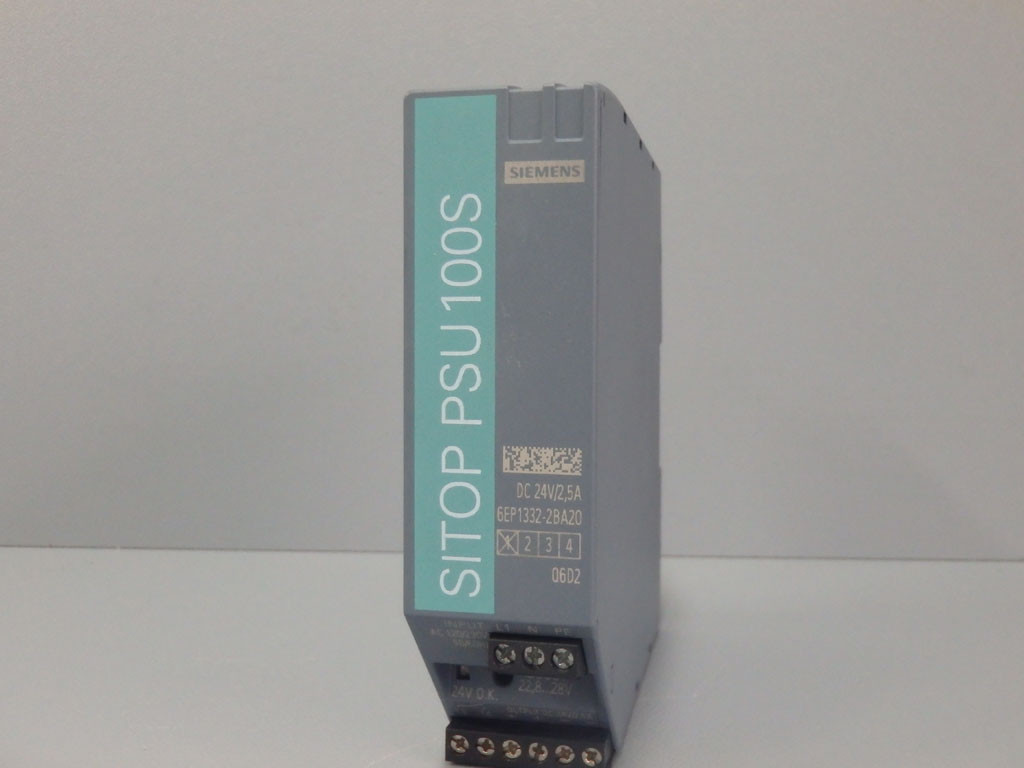 SITOP PSU100S
SIEMENS
DC 24V/2,5A
6EP1332-2BA20
X 2 3 4
06D2
INPUT L1 N PE
24V O.K.
22,8...28V